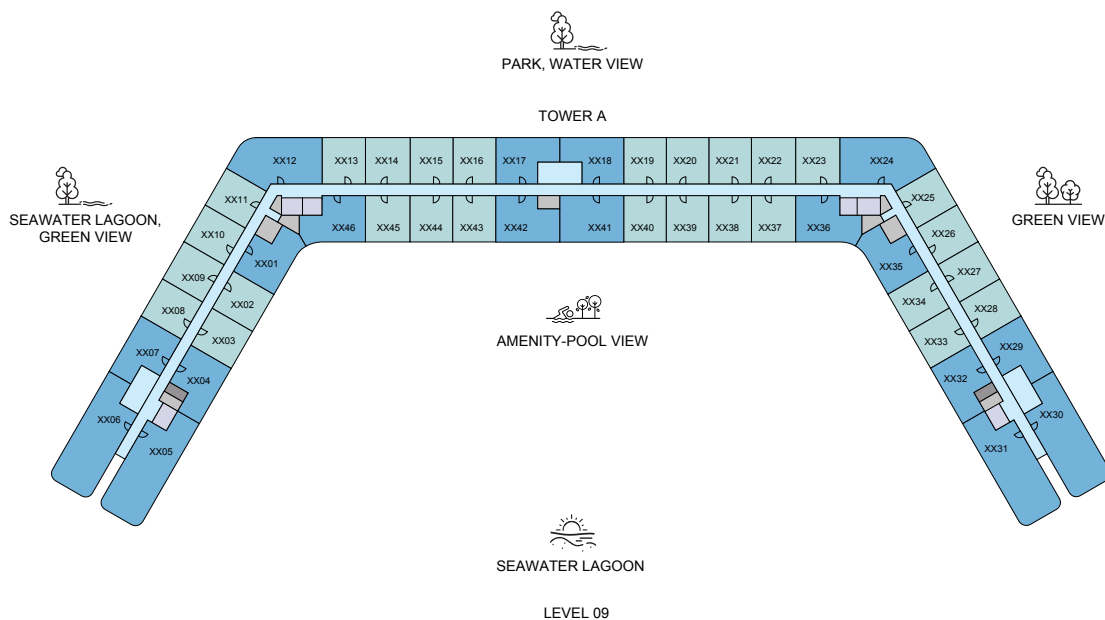 PARK, WATER VIEW
TOWER A
XX12 XX13 XX14 XX15 XX16 XX17 XX18 XX19 XX20 XX21 XX22 XX23 XX24
SEAWATER LAGOON,
GREEN VIEW
GREEN VIEW
XX11
XX25
XX46 XX45 XX44 XX43 XX42 XX41 XX40 XX39 XX38 XX37 XX36
XX10
XX26
XX01
XX35
XX09
XX27
XX02
XX34
XX08
XX28
XX03
XX33
AMENITY-POOL VIEW
XX07
XX29
XX04
XX32
XX06
XX30
XX05
XX31
SEAWATER LAGOON
LEVEL 09